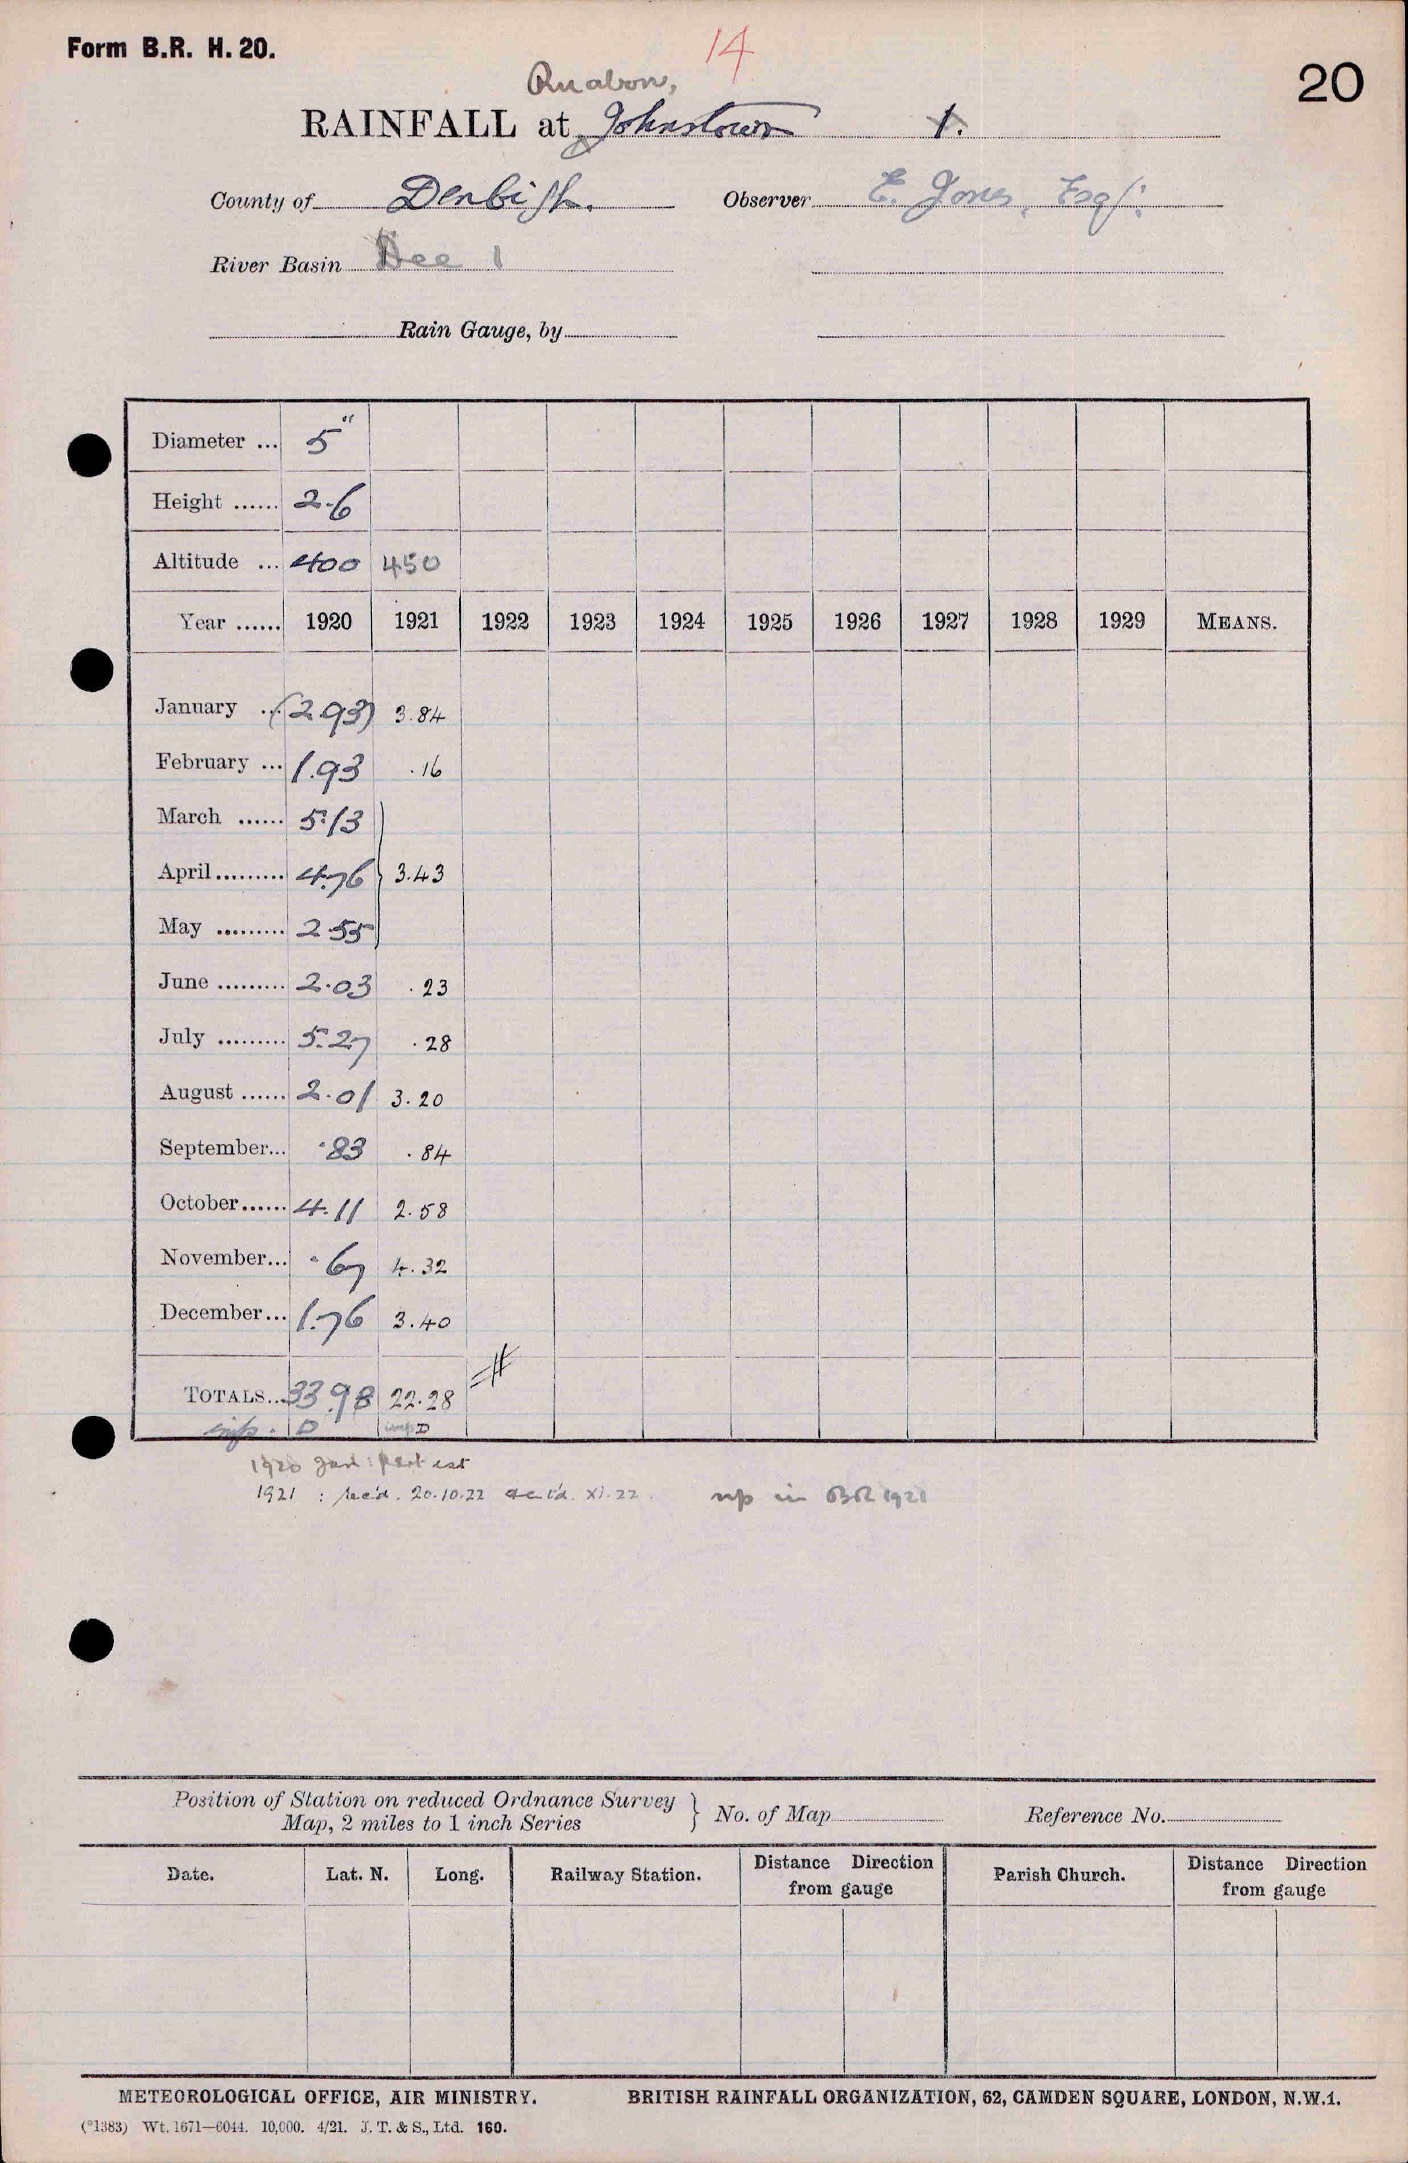 Form B.R. H. 20.
14
20
Ruabon,
RAINFALL at Johnstown 1.
County of Denbigh. Observer E. Jones, Esq.
River Basin Dee 1
Rain Gauge, by
Diameter ... 5"
Height ...... 2.6
Altitude ... 400 450
Year ...... 1920 1921 1922 1923 1924 1925 1926 1927 1928 1929 MEANS.
January ... (2.93) 3.84
February ... 1.93 .16
March ...... 5.13
April ......... 4.76 } 3.43
May ......... 2.55
June ......... 2.03 .23
July ......... 5.27 .28
August ...... 2.01 3.20
September... .83 .84
October...... 4.11 2.58
November... .67 4.32
December... 1.76 3.40
TOTALS... 33.98 22.28
D D
1920 Jan: part est
1921 : rec'd. 20.10.22 XI.22. up in BR 1921
Position of Station on reduced Ordnance Survey
Map, 2 miles to 1 inch Series } No. of Map Reference No.
Date. Lat. N. Long. Railway Station. Distance Direction from gauge Parish Church. Distance Direction from gauge
METEOROLOGICAL OFFICE, AIR MINISTRY. BRITISH RAINFALL ORGANIZATION, 62, CAMDEN SQUARE, LONDON, N.W.1.
(*1383) Wt. 1671—6044. 10,000. 4/21. J. T. & S., Ltd. 160.